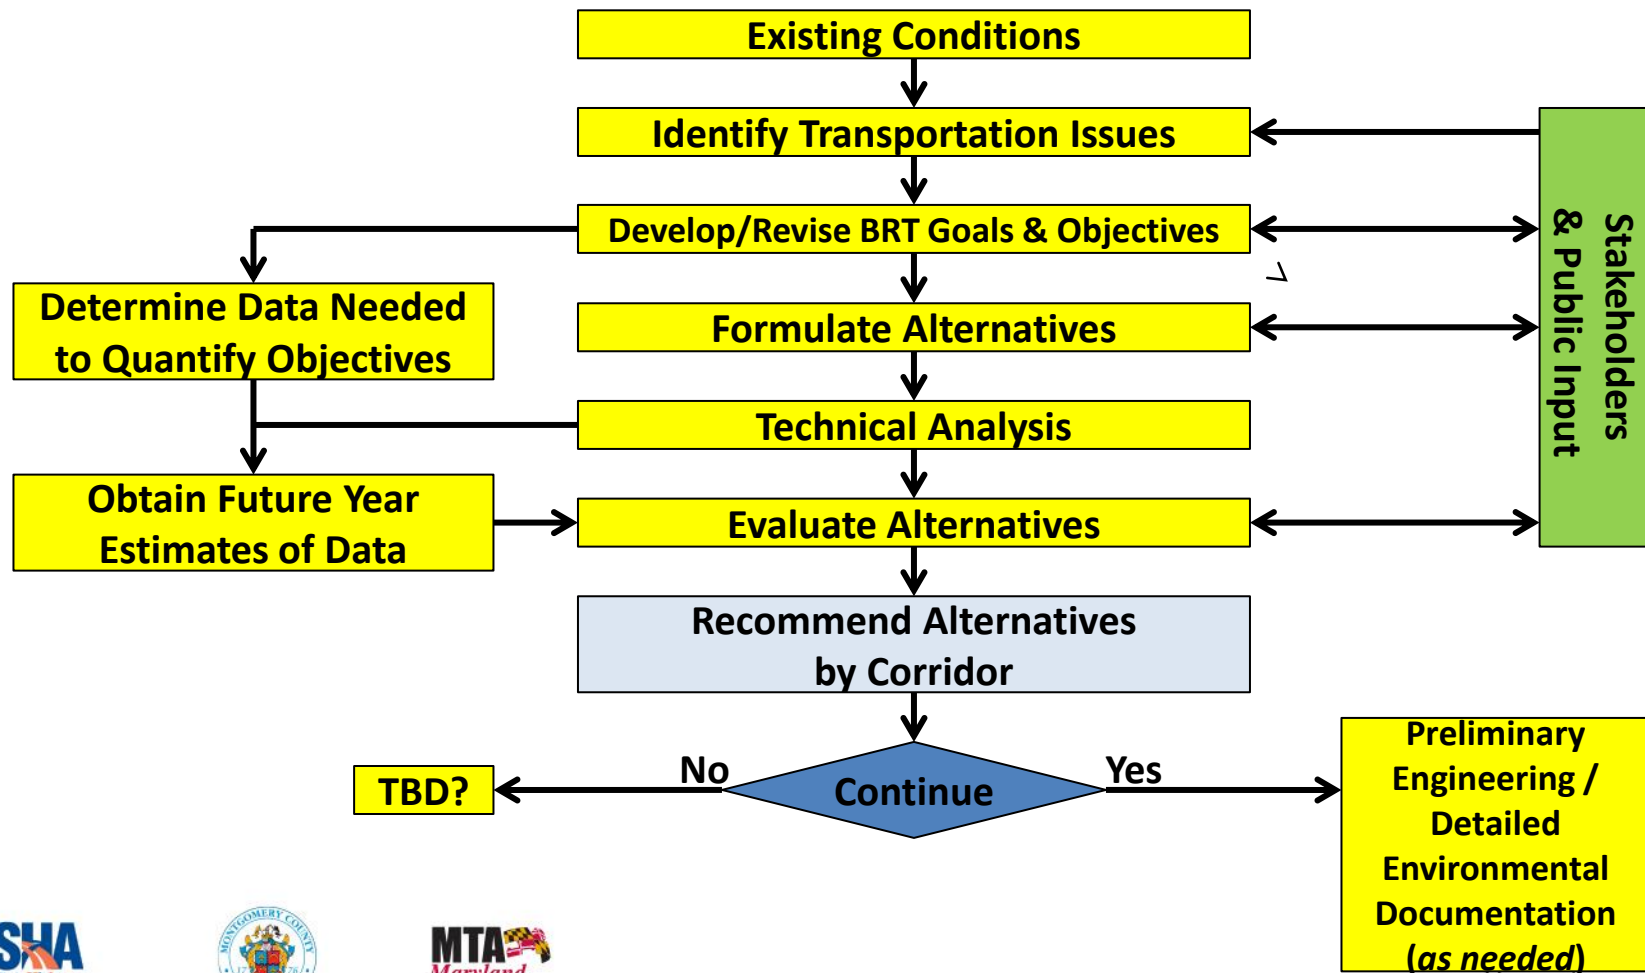 Existing Conditions
Identify Transportation Issues
Develop/Revise BRT Goals & Objectives
Determine Data Needed
to Quantify Objectives
Formulate Alternatives
Technical Analysis
Obtain Future Year
Estimates of Data
Evaluate Alternatives
Stakeholders
& Public Input
Recommend Alternatives
by Corridor
Continue
No
Yes
TBD?
Preliminary
Engineering /
Detailed
Environmental
Documentation
(as needed)
SHA
MONTGOMERY COUNTY
MTA
Maryland